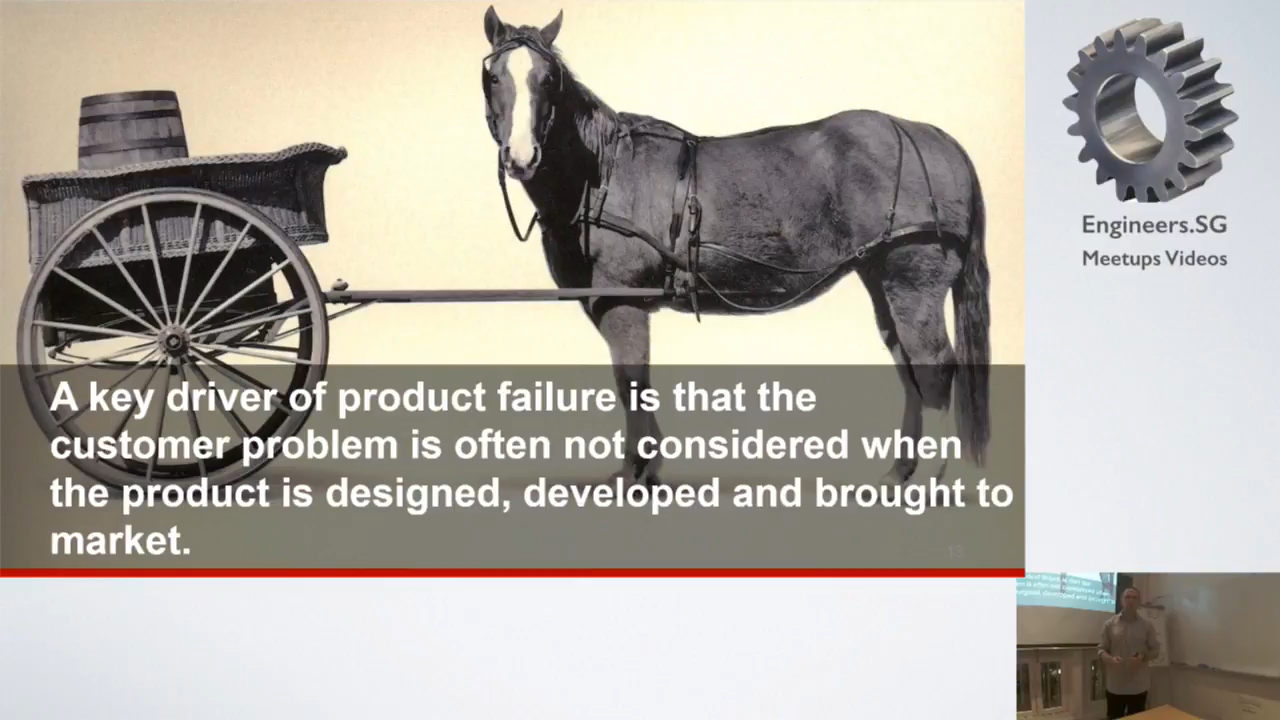 A key driver of product failure is that the
customer problem is often not considered when
the product is designed, developed and brought to
market.
13
Engineers.SG
Meetups Videos